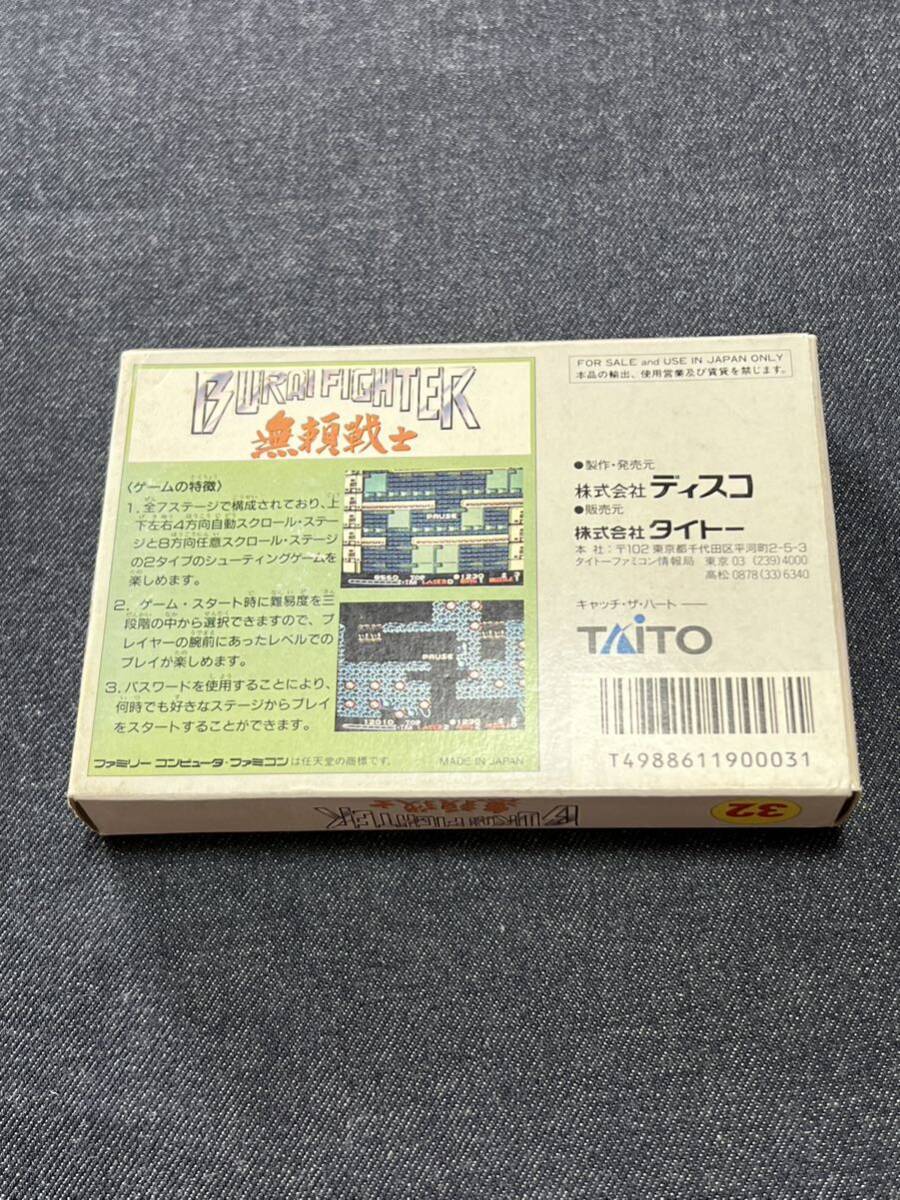 BURAI FIGHTER
無頼戦士
〈ゲームの特徴〉
1. 全7ステージで構成されており、上
下左右4方向自動スクロール・ステー
ジと8方向任意スクロール・ステージ
の2タイプのシューティングゲームを
楽しめます。
2. ゲーム・スタート時に難易度を三
段階の中から選択できますので、プ
レイヤーの腕前にあったレベルでの
プレイが楽しめます。
3. パスワードを使用することにより、
何時でも好きなステージからプレイ
をスタートすることができます。
ファミリー コンピュータ・ファミコンは任天堂の商標です。
MADE IN JAPAN
PAUSE
8560 TOP 81230
PAUSE
12010 TOP 81230
FOR SALE and USE IN JAPAN ONLY
本品の輸出、使用営業及び賃貸を禁じます。
●製作・発売元
株式会社 ディスコ
●販売元
株式会社 タイトー
本 社:〒102 東京都千代田区平河町2-5-3
タイトーファミコン情報局 東京 03 (239) 4000
高松 0878 (33) 6340
キャッチ・ザ・ハート
TAITO
T4988611900031
BURAI FIGHTER
無頼戦士
32